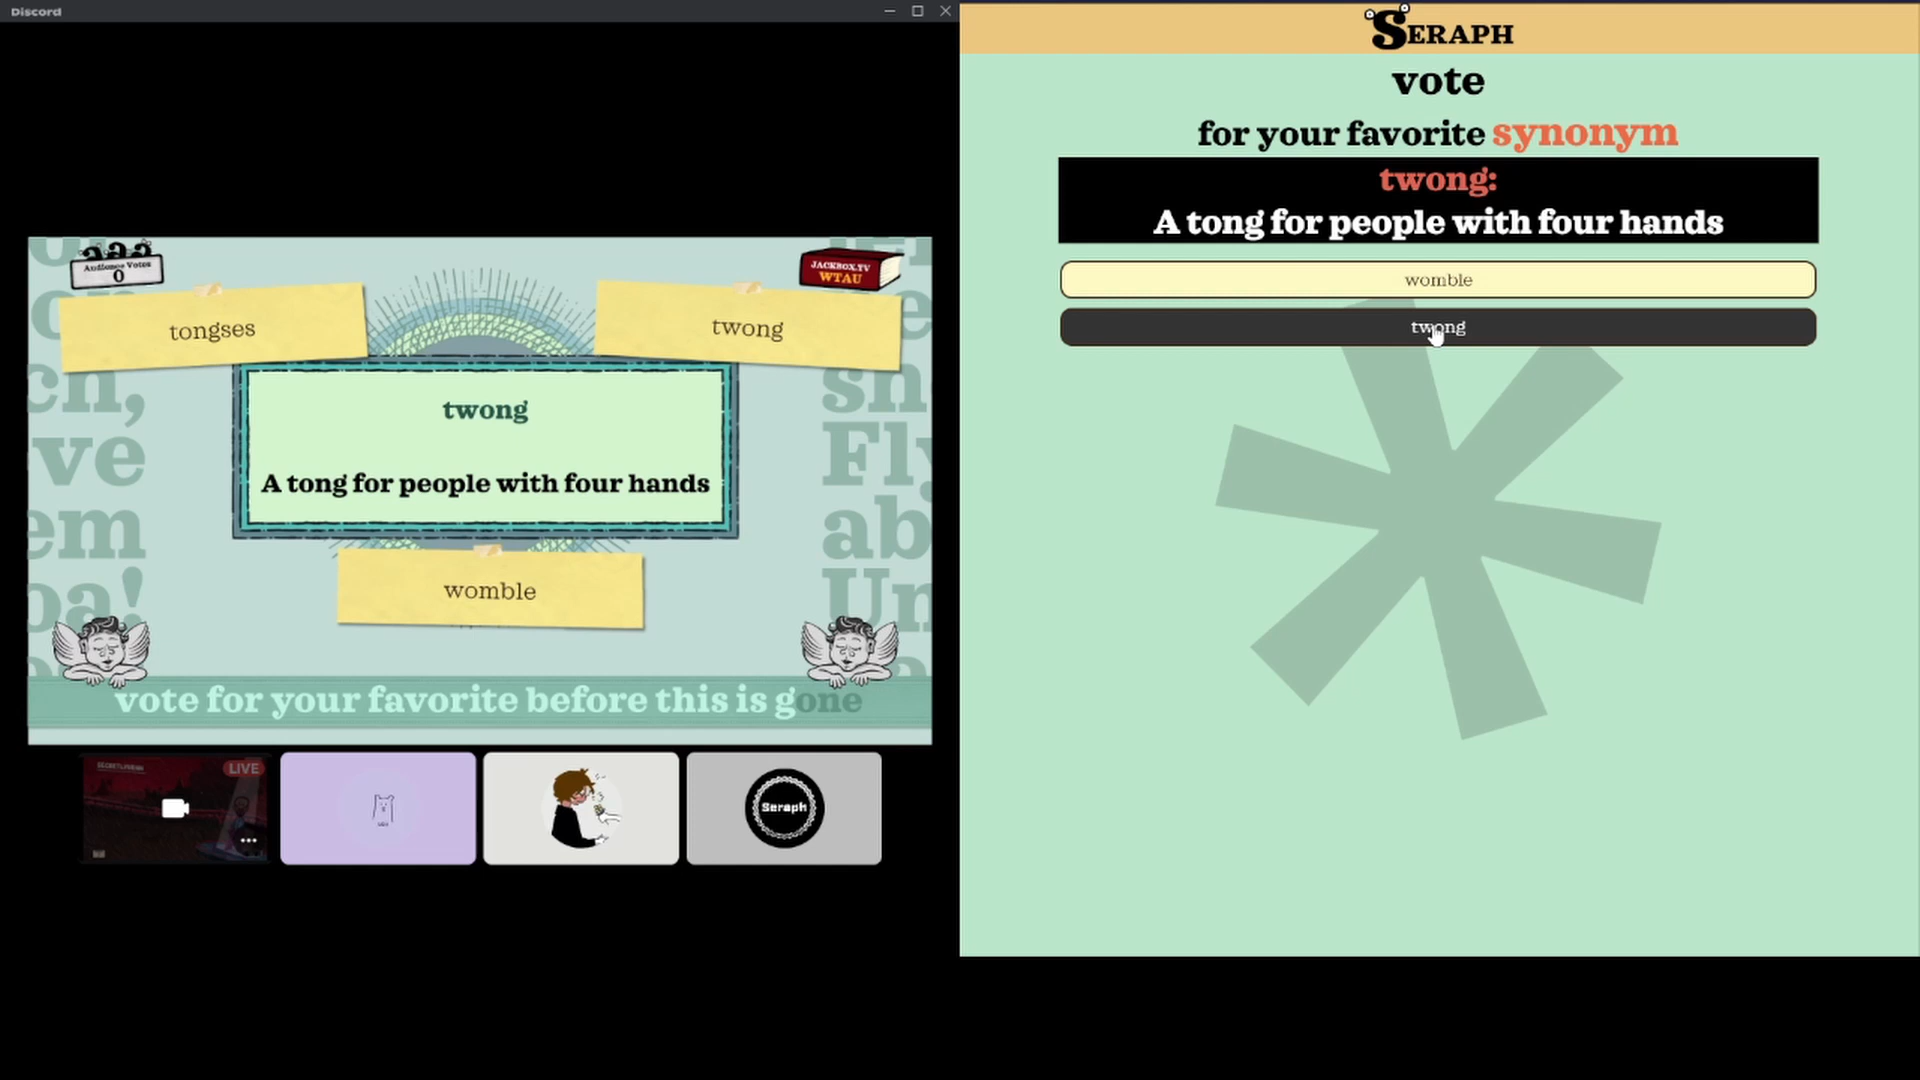 Discord
Audience Votes
0
JACKBOX.TV
WTAU
tongses
twong
twong
A tong for people with four hands
womble
vote for your favorite before this is gone
LIVE
Seraph
SERAPH
vote
for your favorite synonym
twong:
A tong for people with four hands
womble
twong